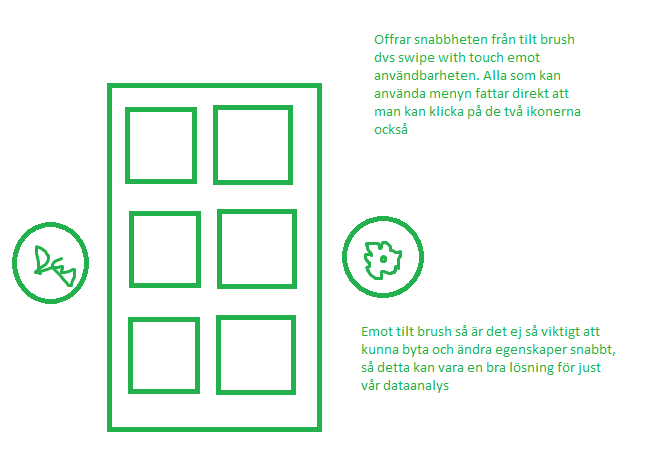 Offrar snabbheten från tilt brush
dvs swipe with touch emot
användbarheten. Alla som kan
använda menyn fattar direkt att
man kan klicka på de två ikonerna
också
Emot tilt brush så är det ej så viktigt att
kunna byta och ändra egenskaper snabbt,
så detta kan vara en bra lösning för just
vår dataanalys